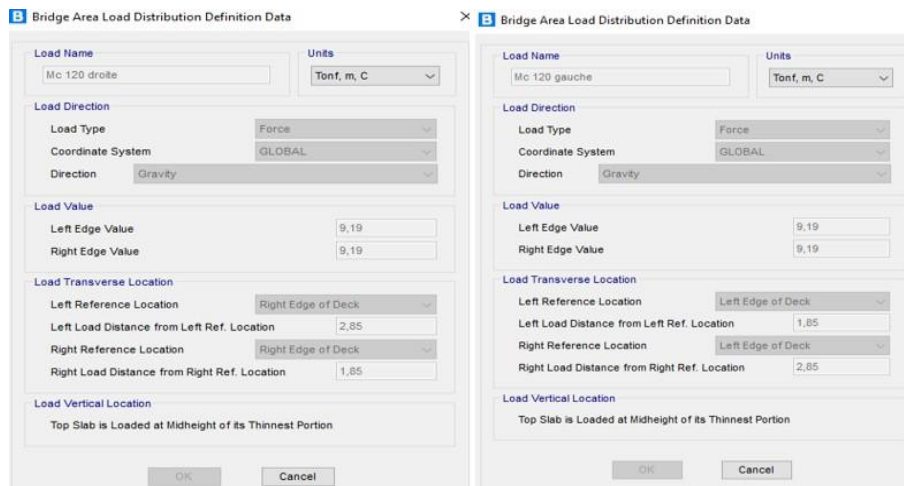 Bridge Area Load Distribution Definition Data
Load Name
Mc 120 droite
Units
Tonf, m, C
Load Direction
Load Type Force
Coordinate System GLOBAL
Direction Gravity
Load Value
Left Edge Value 9,19
Right Edge Value 9,19
Load Transverse Location
Left Reference Location Right Edge of Deck
Left Load Distance from Left Ref. Location 2,85
Right Reference Location Right Edge of Deck
Right Load Distance from Right Ref. Location 1,85
Load Vertical Location
Top Slab is Loaded at Midheight of its Thinnest Portion
OK Cancel
B Bridge Area Load Distribution Definition Data
Load Name
Mc 120 gauche
Units
Tonf, m, C
Load Direction
Load Type Force
Coordinate System GLOBAL
Direction Gravity
Load Value
Left Edge Value 9,19
Right Edge Value 9,19
Load Transverse Location
Left Reference Location Left Edge of Deck
Left Load Distance from Left Ref. Location 1,85
Right Reference Location Left Edge of Deck
Right Load Distance from Right Ref. Location 2,85
Load Vertical Location
Top Slab is Loaded at Midheight of its Thinnest Portion
OK Cancel